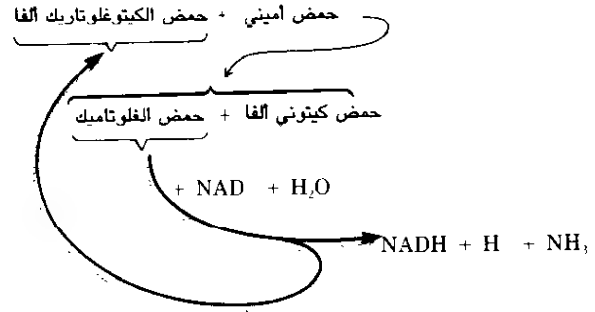 حمض أميني + حمض الكيتوغلوتاريك ألفا
حمض كيتوني ألفا + حمض الغلوتاميك
+ NAD + H₂O
NADH + H + NH₃